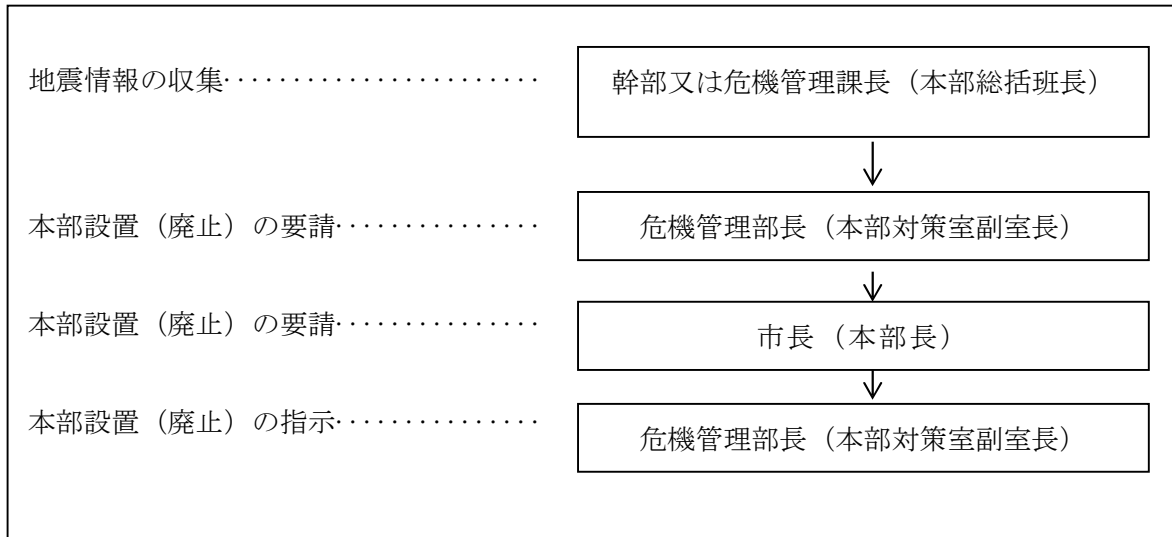 地震情報の収集・・・・・・・・・・・・・・・・・・・・・・・ 幹部又は危機管理課長（本部総括班長）
本部設置（廃止）の要請・・・・・・・・・・・・・・・ 危機管理部長（本部対策室副室長）
本部設置（廃止）の要請・・・・・・・・・・・・・・・ 市長（本部長）
本部設置（廃止）の指示・・・・・・・・・・・・・・・ 危機管理部長（本部対策室副室長）